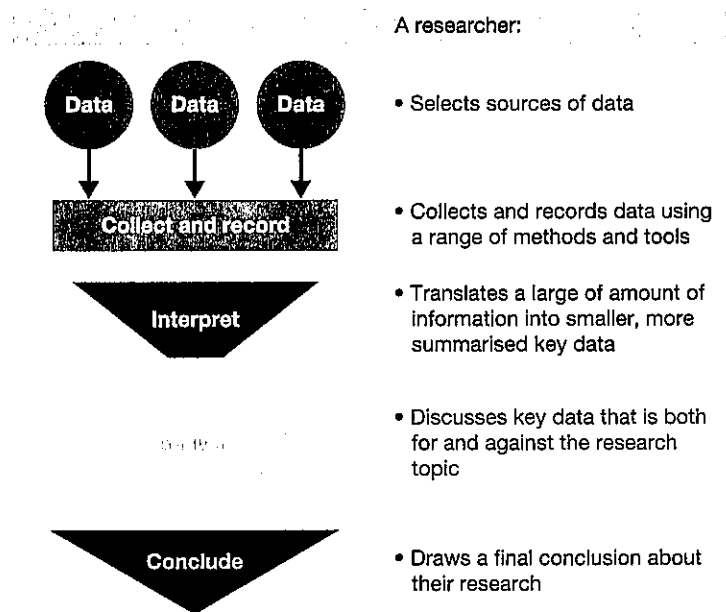 A researcher:
Data Data Data
• Selects sources of data
Collect and record
• Collects and records data using
a range of methods and tools
Interpret
• Translates a large of amount of
information into smaller, more
summarised key data
• Discusses key data that is both
for and against the research
topic
Conclude
• Draws a final conclusion about
their research